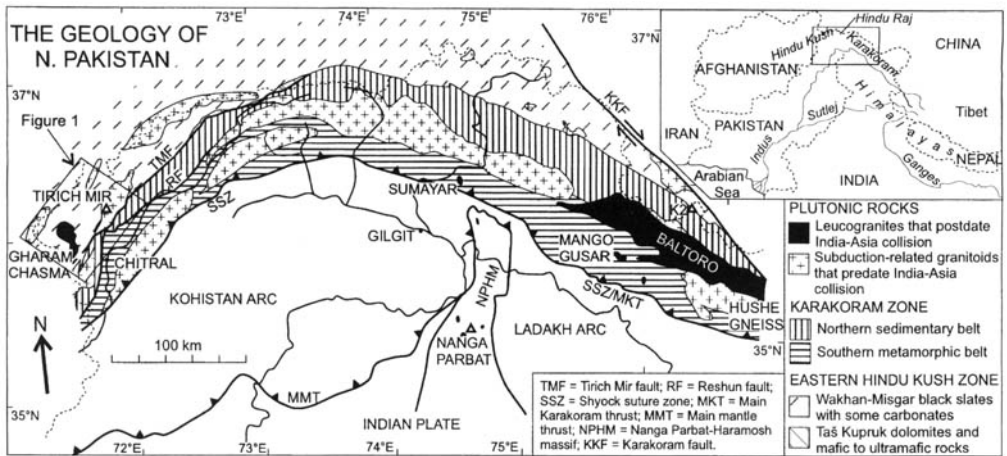 THE GEOLOGY OF
N. PAKISTAN
72°E
73°E
74°E
75°E
76°E
37°N
37°N
35°N
35°N
Figure 1
TIRICH MIR
TMF
RF
SSZ
KKF
GHARAM
CHASMA
CHITRAL
SUMAYAR
GILGIT
MANGO
GUSAR
BALTORO
HUSHE
GNEISS
KOHISTAN ARC
NPHM
SSZ/MKT
LADAKH ARC
NANGA
PARBAT
N
100 km
MMT
INDIAN PLATE
72°E
73°E
74°E
75°E
TMF = Tirich Mir fault; RF = Reshun fault;
SSZ = Shyock suture zone; MKT = Main
Karakoram thrust; MMT = Main mantle
thrust; NPHM = Nanga Parbat-Haramosh
massif; KKF = Karakoram fault.
Hindu Raj
Hindu Kush
Karakoram
CHINA
AFGHANISTAN
Himalayas
Tibet
IRAN
PAKISTAN
Sutlej
Indus
NEPAL
Arabian
Sea
INDIA
Ganges
PLUTONIC ROCKS
Leucogranites that postdate
India-Asia collision
Subduction-related granitoids
that predate India-Asia
collision
KARAKORAM ZONE
Northern sedimentary belt
Southern metamorphic belt
EASTERN HINDU KUSH ZONE
Wakhan-Misgar black slates
with some carbonates
Taš Kupruk dolomites and
mafic to ultramafic rocks